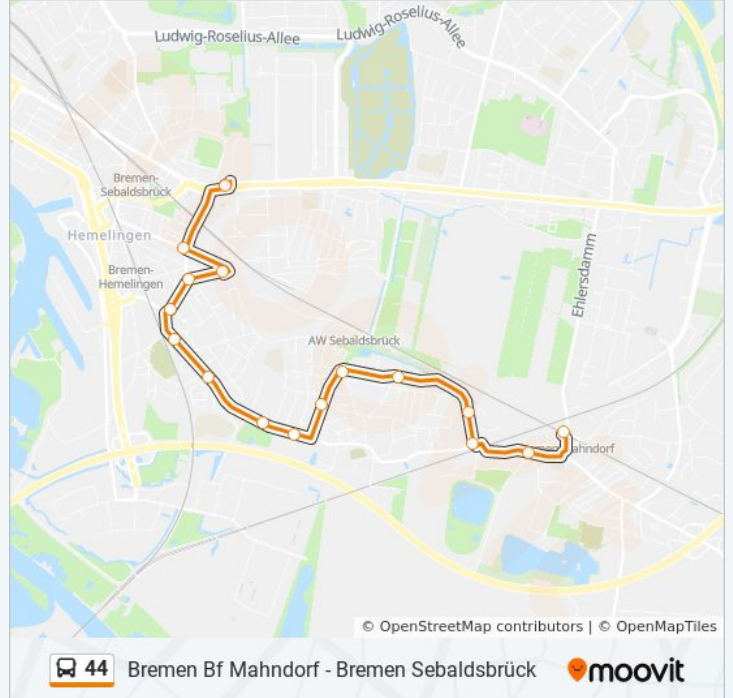 Ludwig-Roselius-Allee
Ludwig-Roselius-Allee
Bremen-
Sebaldsbrück
Hemelingen
Bremen-
Hemelingen
Ehlersdamm
AW Sebaldsbrück
Mahndorf
© OpenStreetMap contributors | © OpenMapTiles
44 Bremen Bf Mahndorf - Bremen Sebaldsbrück moovit